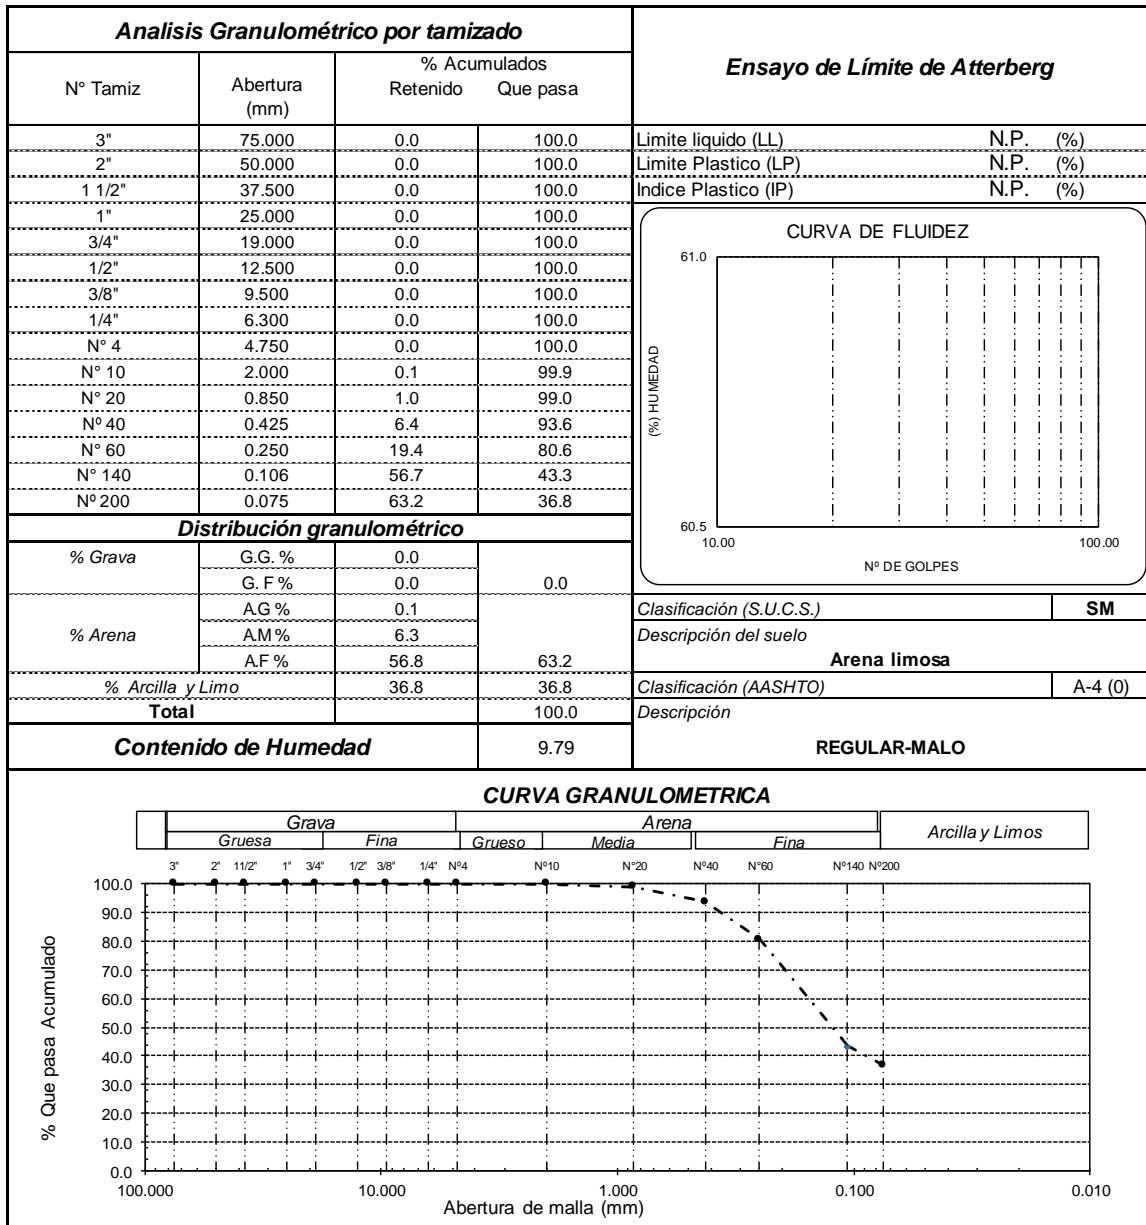 Analisis Granulométrico por tamizado
N° Tamiz Abertura (mm) % Acumulados Retenido Que pasa
3" 75.000 0.0 100.0
2" 50.000 0.0 100.0
1 1/2" 37.500 0.0 100.0
1" 25.000 0.0 100.0
3/4" 19.000 0.0 100.0
1/2" 12.500 0.0 100.0
3/8" 9.500 0.0 100.0
1/4" 6.300 0.0 100.0
N° 4 4.750 0.0 100.0
N° 10 2.000 0.1 99.9
N° 20 0.850 1.0 99.0
Nº 40 0.425 6.4 93.6
N° 60 0.250 19.4 80.6
N° 140 0.106 56.7 43.3
Nº 200 0.075 63.2 36.8
Distribución granulométrico
% Grava G.G. % 0.0
G. F % 0.0 0.0
A.G % 0.1
% Arena A.M % 6.3
A.F % 56.8 63.2
% Arcilla y Limo 36.8 36.8
Total 100.0
Contenido de Humedad 9.79
Ensayo de Límite de Atterberg
Limite liquido (LL) N.P. (%)
Limite Plastico (LP) N.P. (%)
Indice Plastico (IP) N.P. (%)
CURVA DE FLUIDEZ
61.0
(%) HUMEDAD
60.5
10.00 100.00
Nº DE GOLPES
Clasificación (S.U.C.S.) SM
Descripción del suelo
Arena limosa
Clasificación (AASHTO) A-4 (0)
Descripción
REGULAR-MALO
CURVA GRANULOMETRICA
Grava Arena Arcilla y Limos
Gruesa Fina Grueso Media Fina
3" 2" 11/2" 1" 3/4" 1/2" 3/8" 1/4" Nº4 Nº10 N°20 Nº40 N°60 Nº140 Nº200
100.0
90.0
80.0
70.0
60.0
50.0
40.0
30.0
20.0
10.0
0.0
% Que pasa Acumulado
100.000 10.000 1.000 0.100 0.010
Abertura de malla (mm)